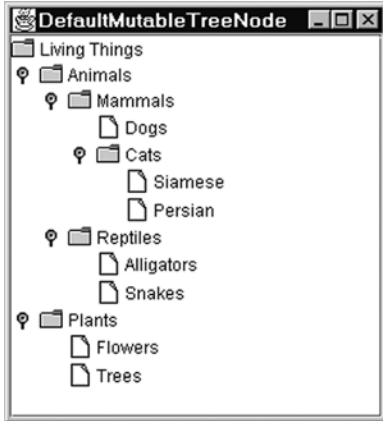 DefaultMutableTreeNode
Living Things
Animals
Mammals
Dogs
Cats
Siamese
Persian
Reptiles
Alligators
Snakes
Plants
Flowers
Trees